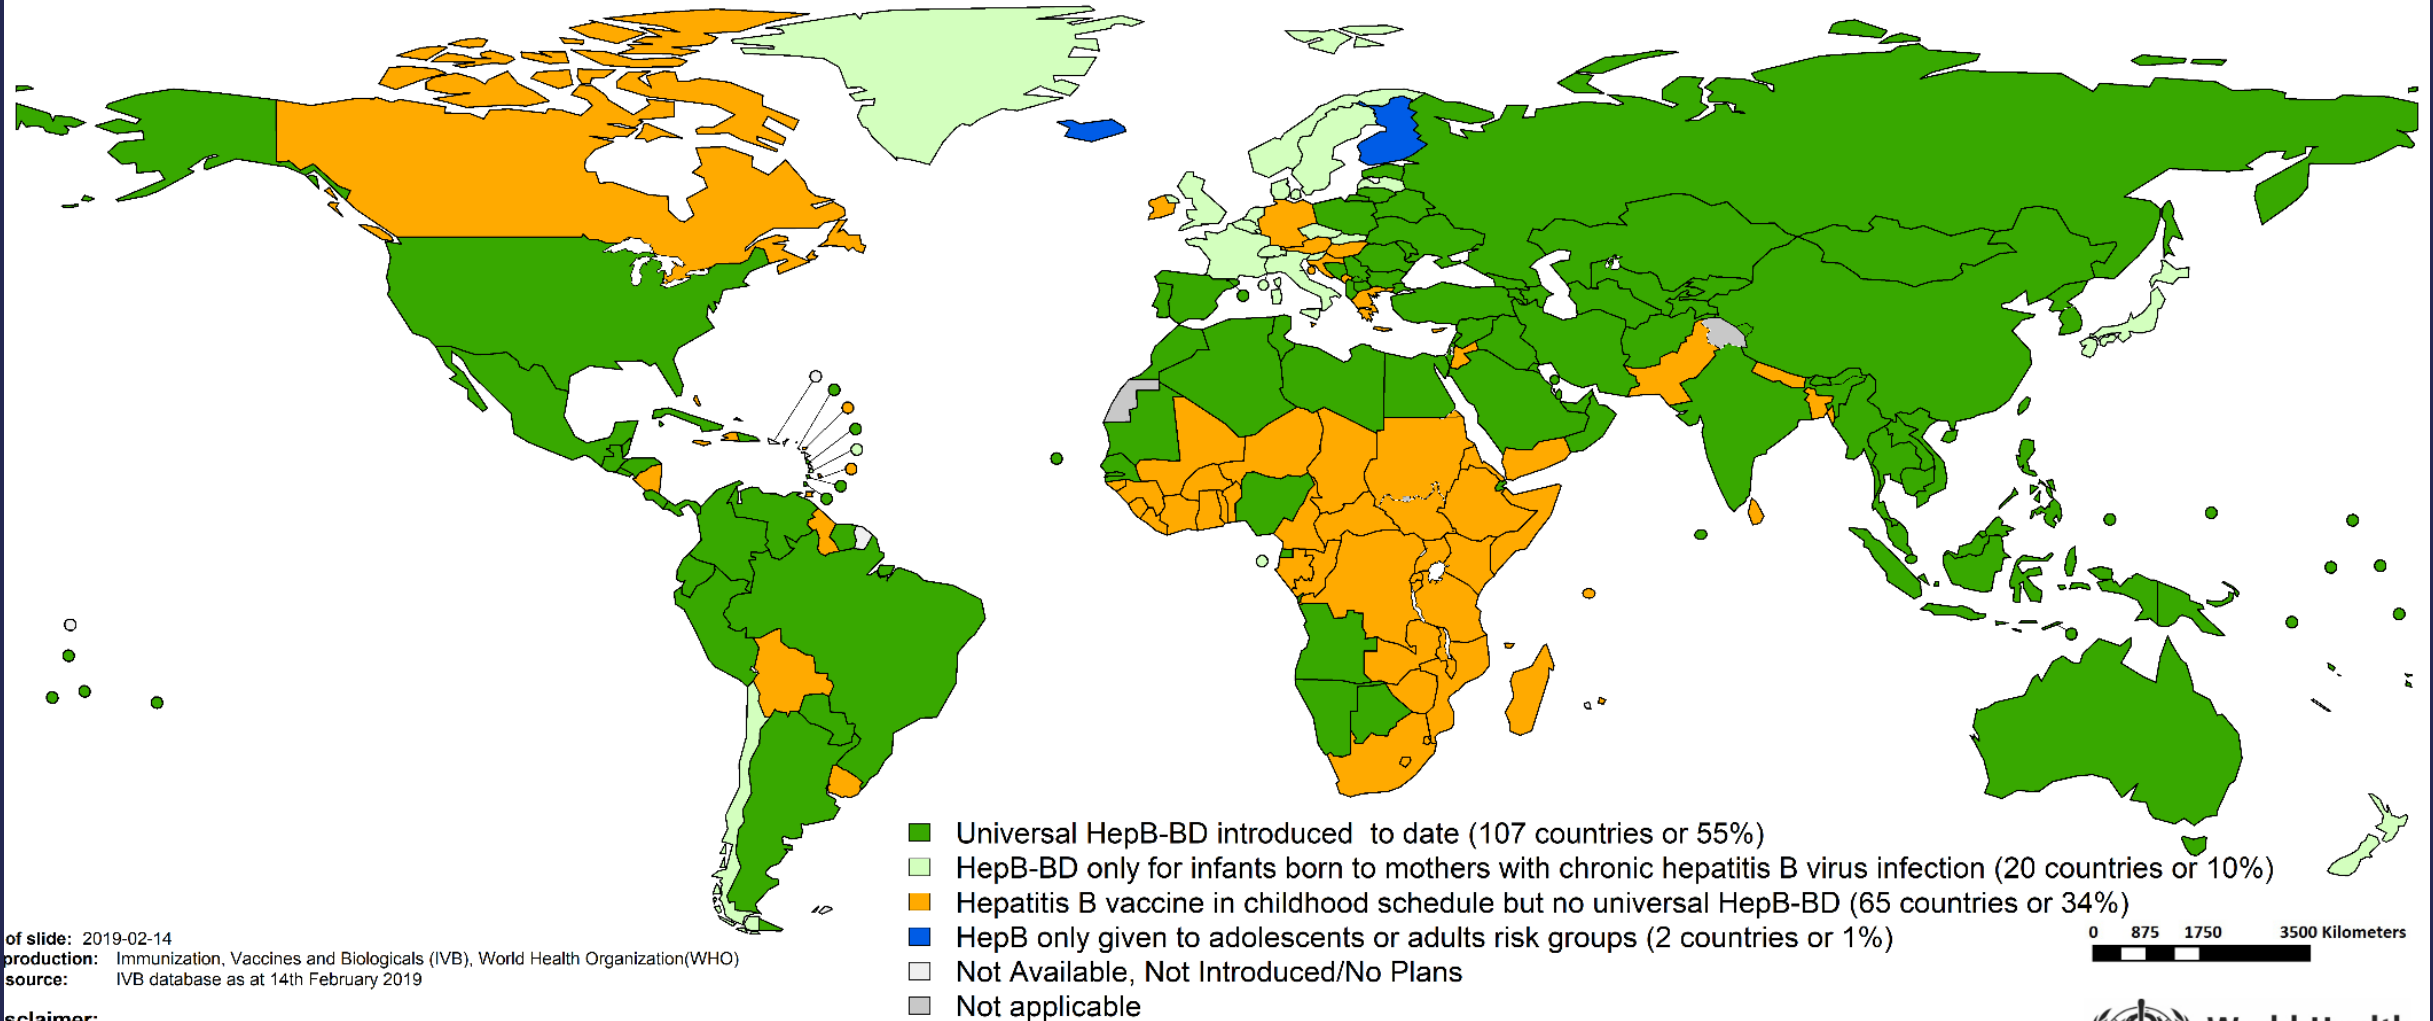 Universal HepB-BD introduced to date (107 countries or 55%)
HepB-BD only for infants born to mothers with chronic hepatitis B virus infection (20 countries or 10%)
Hepatitis B vaccine in childhood schedule but no universal HepB-BD (65 countries or 34%)
HepB only given to adolescents or adults risk groups (2 countries or 1%)
Not Available, Not Introduced/No Plans
Not applicable
of slide: 2019-02-14
production: Immunization, Vaccines and Biologicals (IVB), World Health Organization(WHO)
source: IVB database as at 14th February 2019
sclaimer:
0 875 1750 3500 Kilometers
World Health